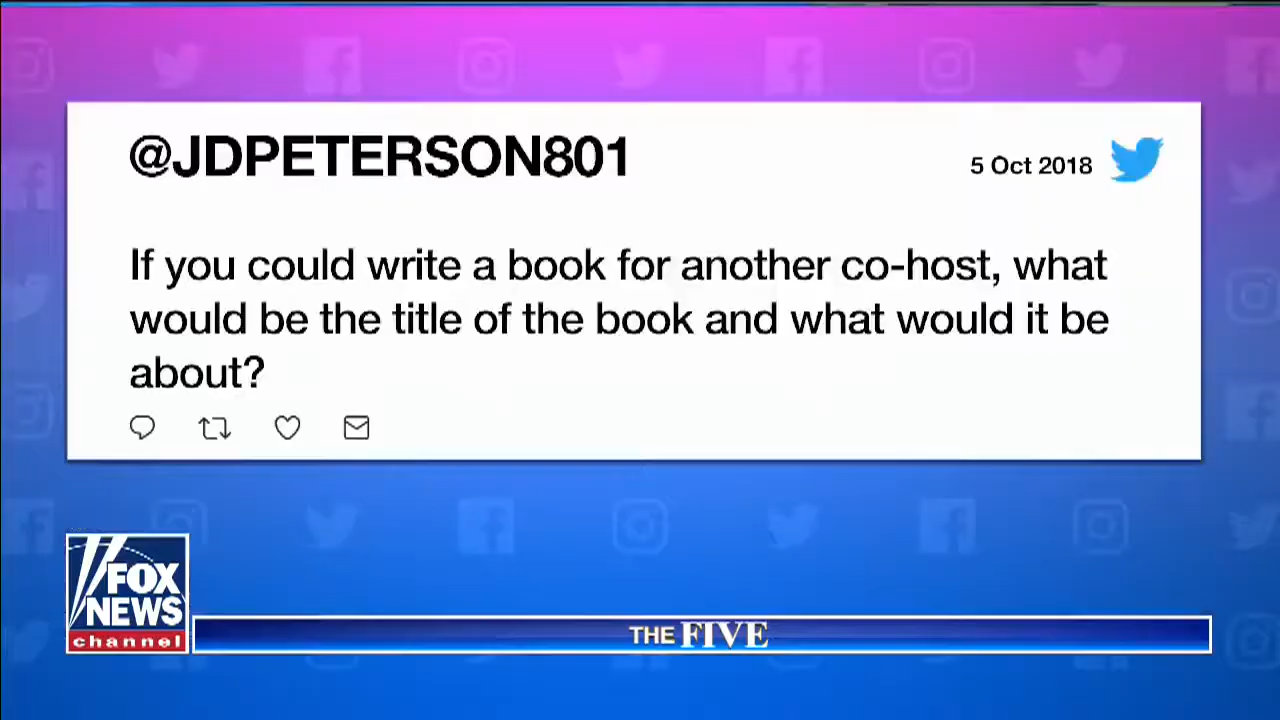 @JDPETERSON801
5 Oct 2018
If you could write a book for another co-host, what
would be the title of the book and what would it be
about?
FOX
NEWS
channel
THE FIVE